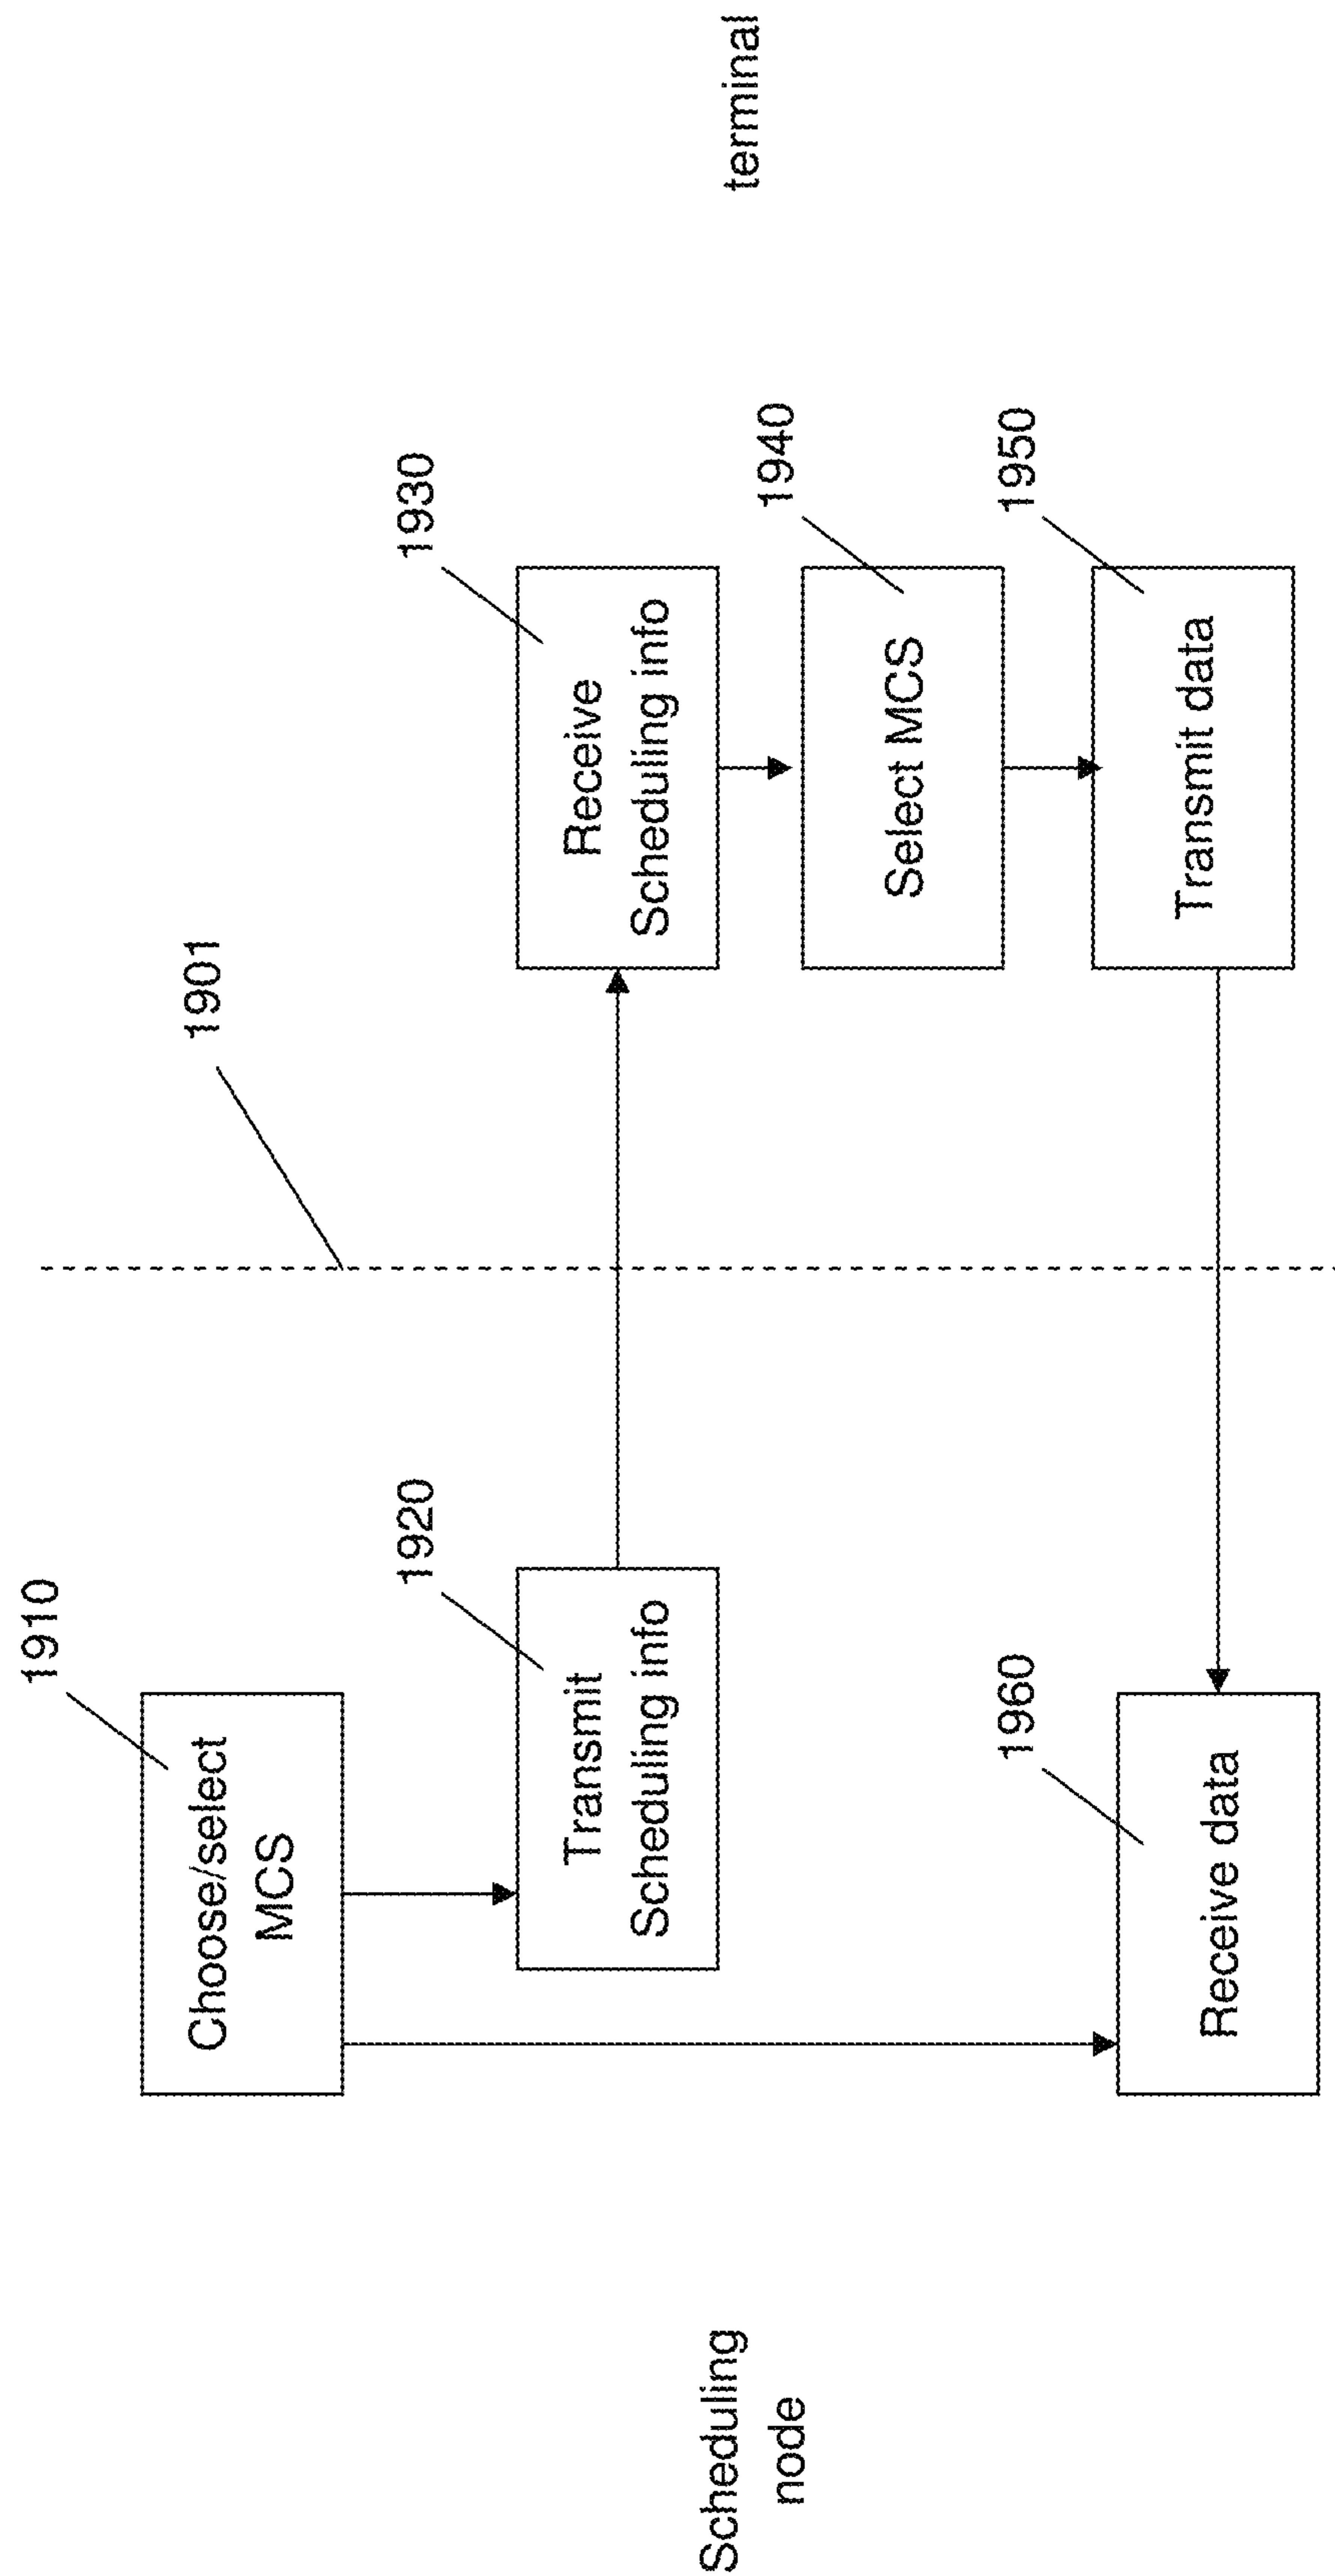 1901
1910
Choose/select
MCS
1920
Transmit
Scheduling info
1930
Receive
Scheduling info
Scheduling
node
terminal
1940
Select MCS
1960
Receive data
1950
Transmit data